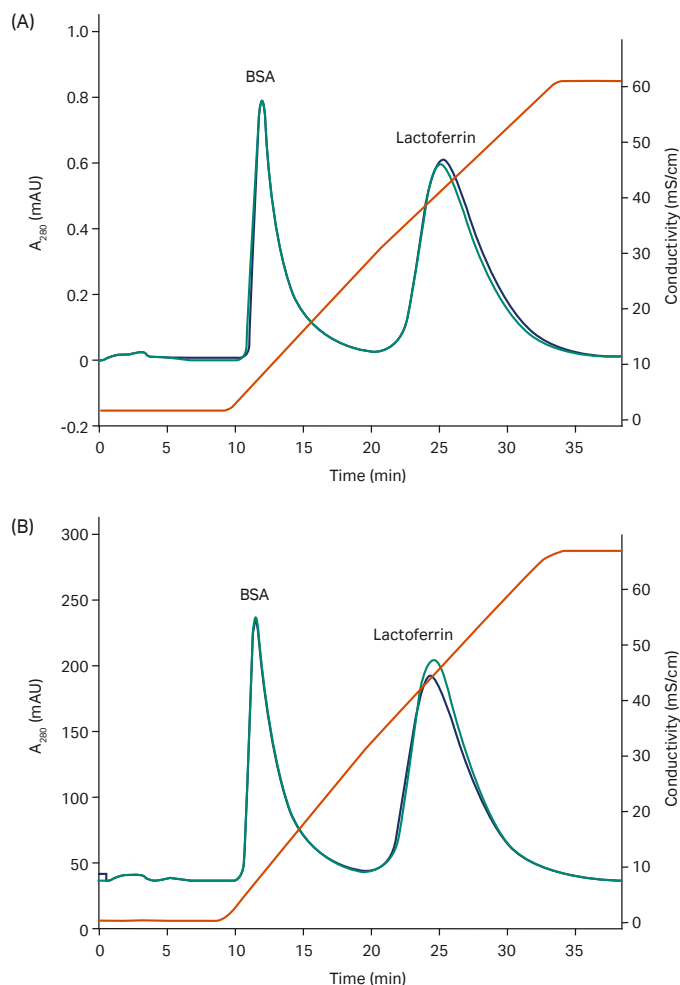 (A)
1.0
0.8
0.6
0.4
0.2
0
-0.2
A280 (mAU)
BSA
Lactoferrin
60
50
40
30
20
10
0
Conductivity (mS/cm)
0 5 10 15 20 25 30 35
Time (min)
(B)
300
250
200
150
100
50
0
A280 (mAU)
BSA
Lactoferrin
60
50
40
30
20
10
0
Conductivity (mS/cm)
0 5 10 15 20 25 30 35
Time (min)